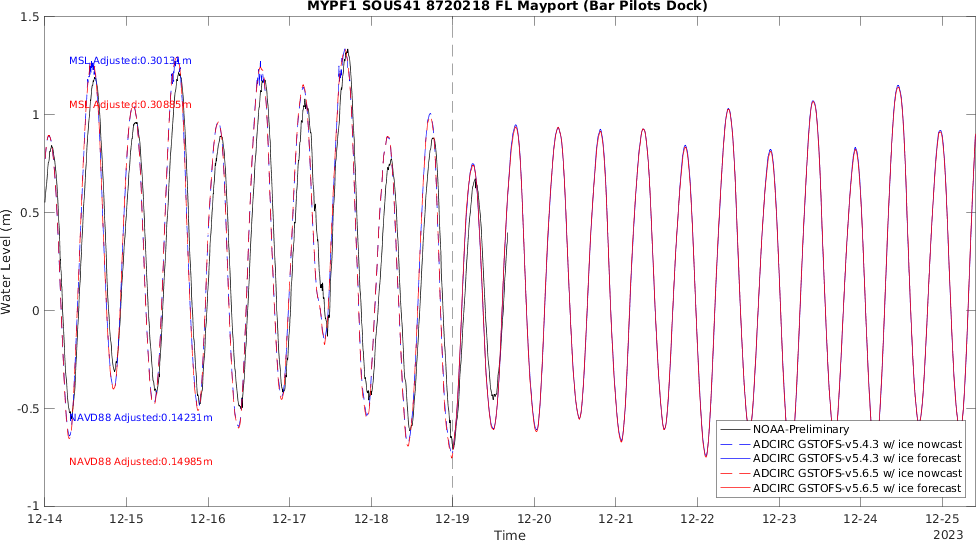 MYPF1 SOUS41 8720218 FL Mayport (Bar Pilots Dock)
1.5
1
0.5
0
-0.5
-1
Water Level (m)
MSL Adjusted:0.30131m
MSL Adjusted:0.30885m
NAVD88 Adjusted:0.14231m
NAVD88 Adjusted:0.14985m
NOAA-Preliminary
ADCIRC GSTOFS-v5.4.3 w/ ice nowcast
ADCIRC GSTOFS-v5.4.3 w/ ice forecast
ADCIRC GSTOFS-v5.6.5 w/ ice nowcast
ADCIRC GSTOFS-v5.6.5 w/ ice forecast
12-14 12-15 12-16 12-17 12-18 12-19 12-20 12-21 12-22 12-23 12-24 12-25
Time
2023